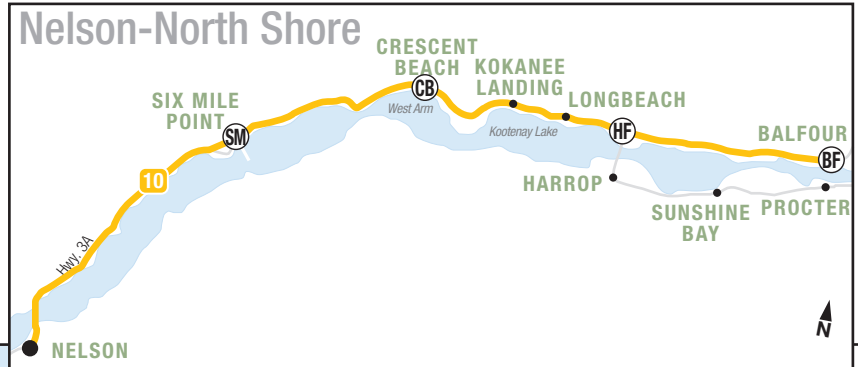 Nelson-North Shore
CRESCENT
BEACH
CB
KOKANEE
LANDING
SIX MILE
POINT
SM
West Arm
LONGBEACH
Kootenay Lake
HF
BALFOUR
BF
10
HARROP
SUNSHINE
BAY
PROCTER
Hwy. 3A
N
NELSON